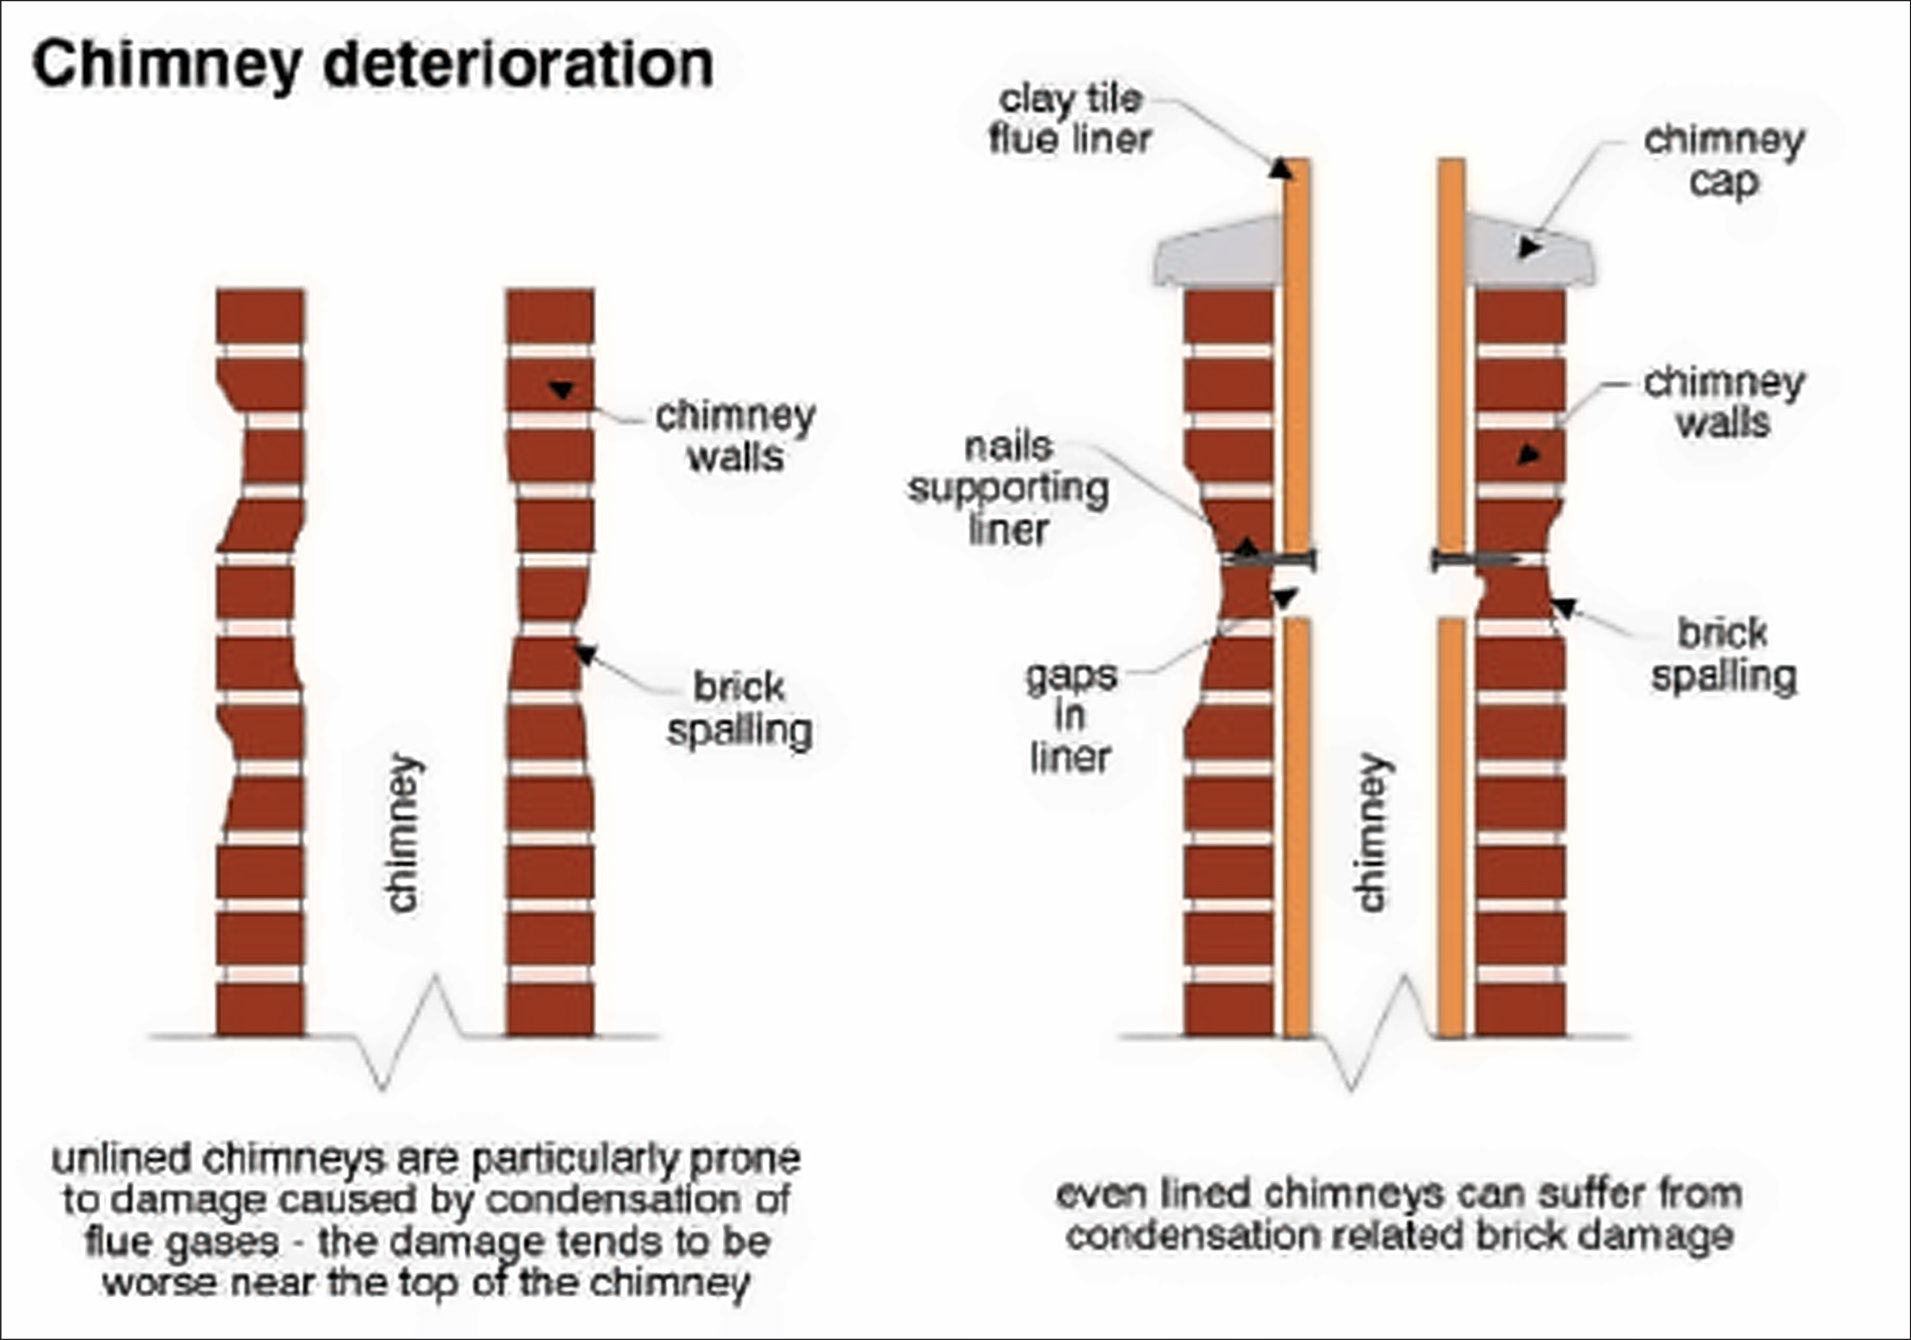 Chimney deterioration
clay tile
flue liner
chimney
cap
chimney
walls
nails
supporting
liner
chimney
walls
brick
spalling
gaps
in
liner
brick
spalling
chimney
chimney
unlined chimneys are particularly prone
to damage caused by condensation of
flue gases - the damage tends to be
worse near the top of the chimney
even lined chimneys can suffer from
condensation related brick damage